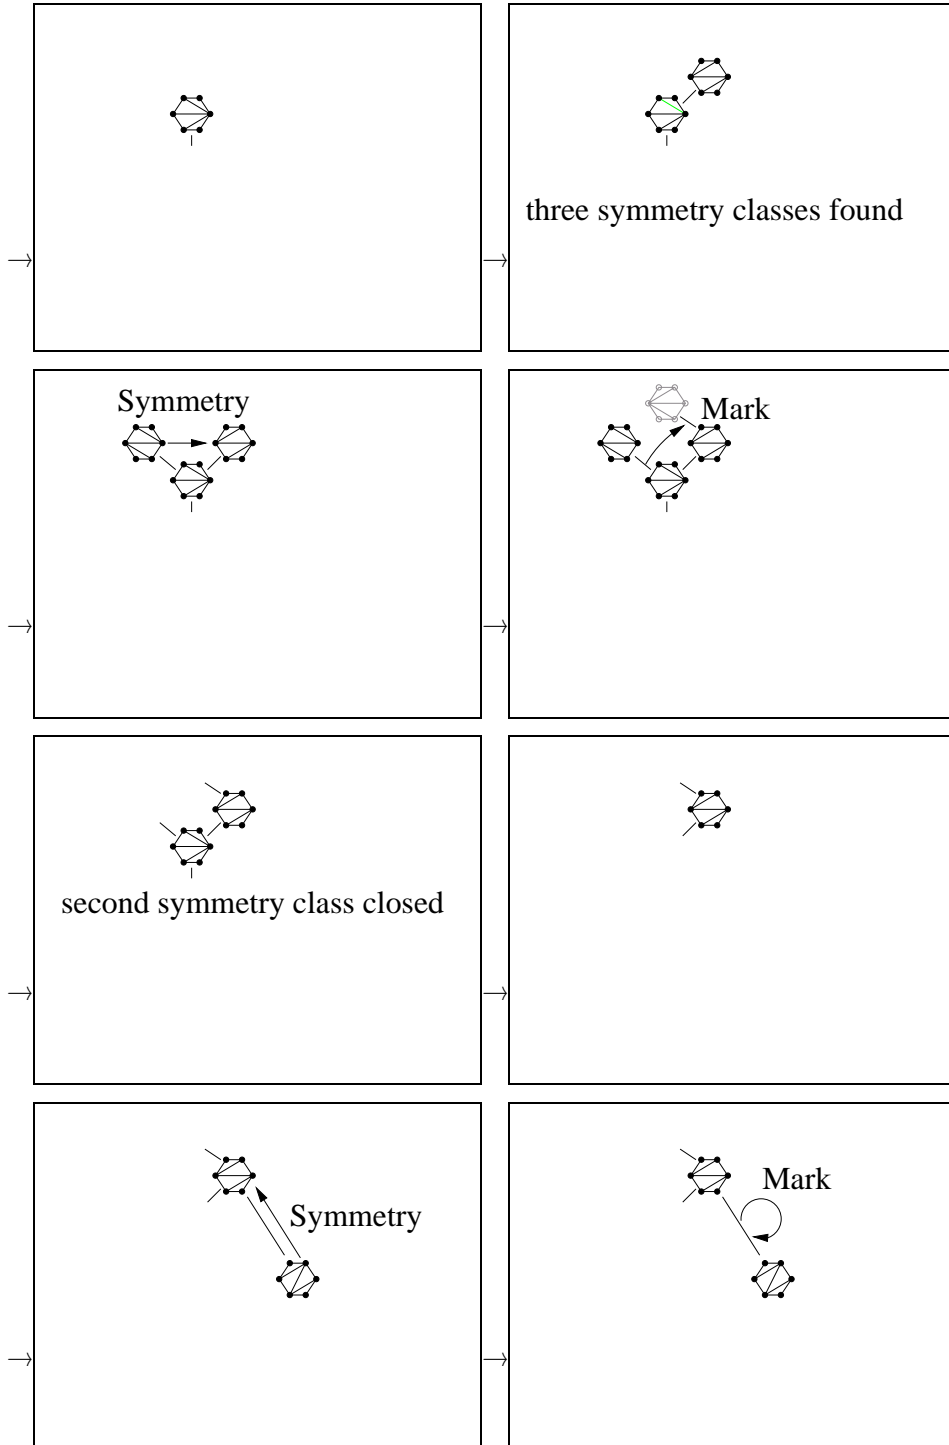 three symmetry classes found
Symmetry
Mark
second symmetry class closed
Symmetry
Mark